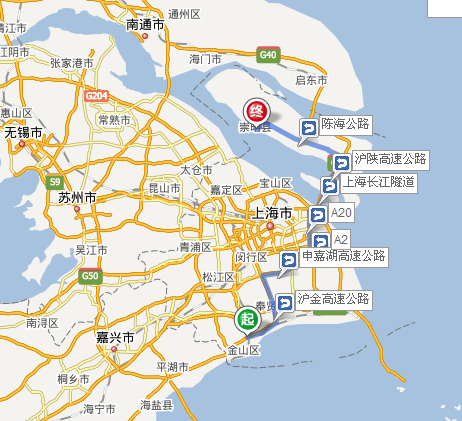 通州区
南通市
清江市
海门市
G40
江阴市
张家港市
启东市
G204
常熟市
终
崇明县
陈海公路
惠山区
无锡市
沪陕高速公路
太仓市
S9
昆山市
嘉定区
宝山区
上海长江隧道
苏州市
上海市
A20
吴江市
青浦区
闵行区
A2
G50
松江区
申嘉湖高速公路
奉贤
沪金高速公路
南浔区
起
嘉兴市
金山区
平湖市
桐乡市
海宁市
海盐县